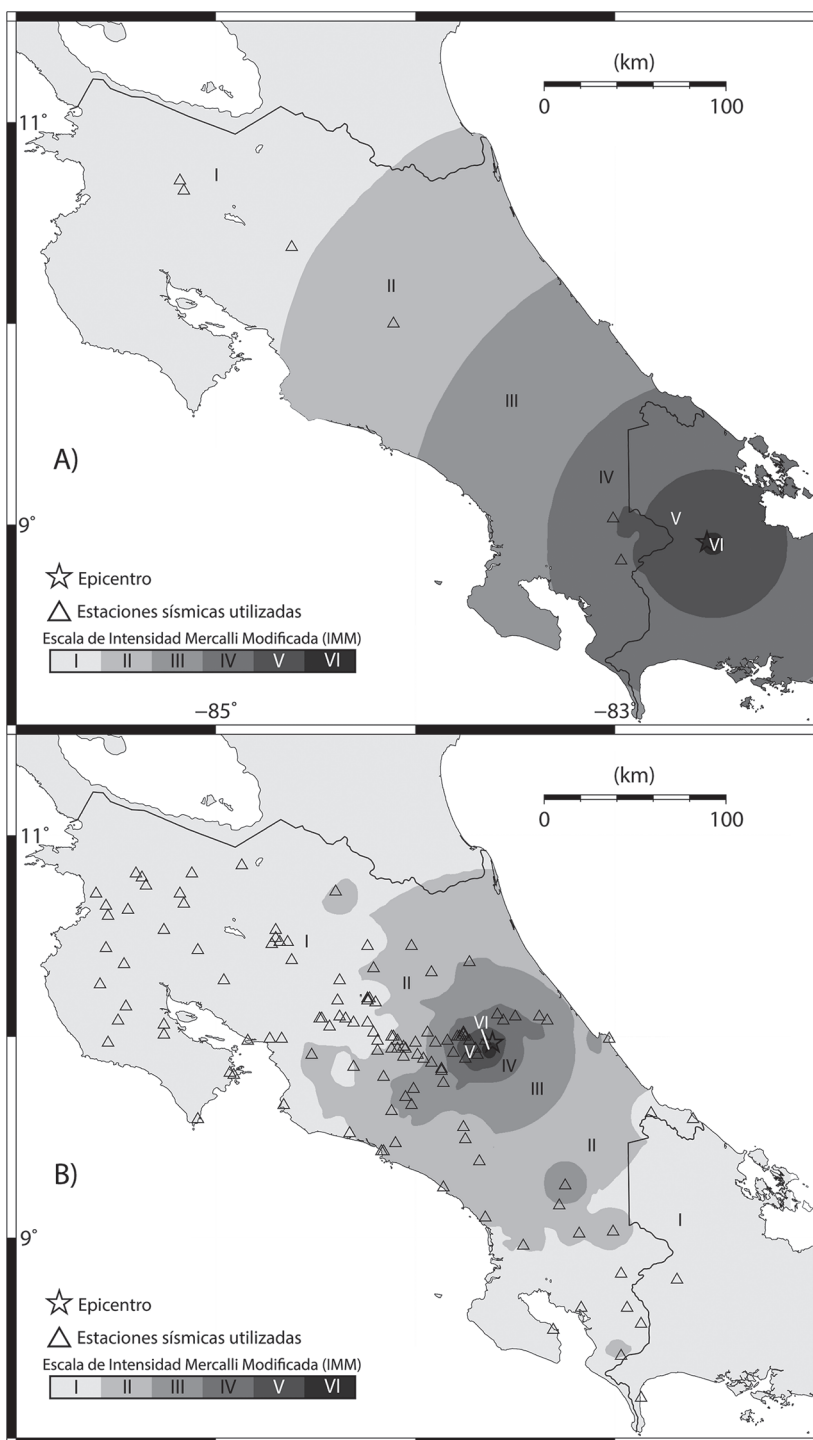 (km)
0 100
11°
I
II
III
A)
IV
V
VI
9°
Epicentro
Estaciones sísmicas utilizadas
Escala de Intensidad Mercalli Modificada (IMM)
I II III IV V VI
−85° −83°
(km)
0 100
11°
I
II
VI
V
IV
III
II
B)
I
9°
Epicentro
Estaciones sísmicas utilizadas
Escala de Intensidad Mercalli Modificada (IMM)
I II III IV V VI